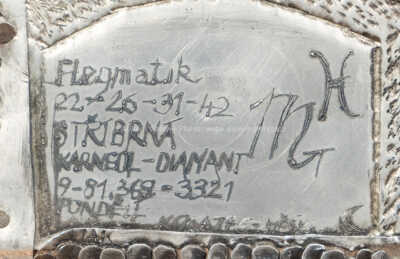 Flegmatik
22-26-31-42
STŘÍBRNÁ
KARNEOL-DIAMANT
9-81,369-3321
PONDĚLÍ